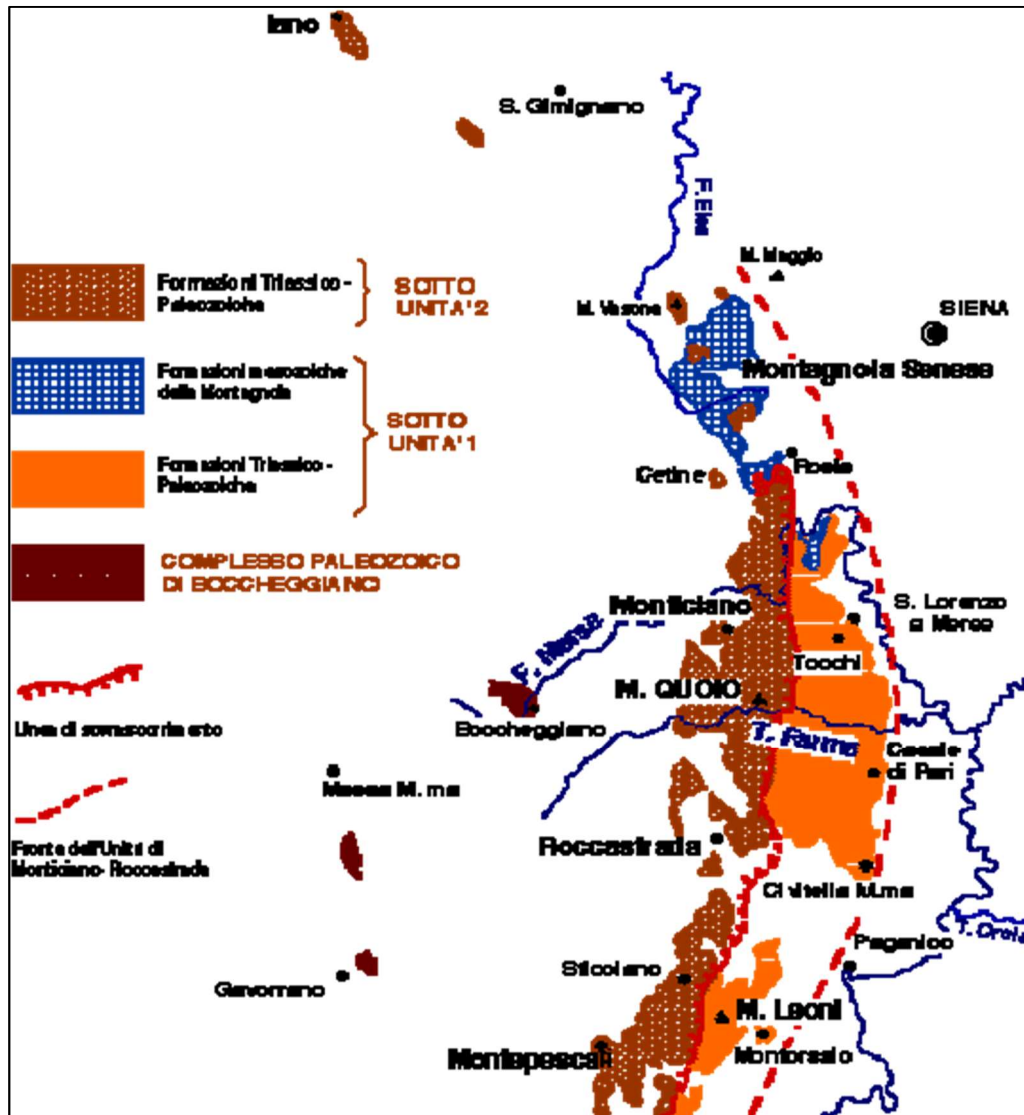 Iano
S. Gimignano
F. Elsa
M. Maggio
Formazioni Triassico -
Paleozoiche
SOTTO
UNITA'2
M. Vasone
SIENA
Formazioni mesozoiche
della Montagnola
Montagnola Senese
SOTTO
UNITA'1
Formazioni Triassico -
Paleozoiche
Cetine
Rosia
COMPLESSO PALEOZOICO
DI BOCCHEGGIANO
Monticiano
S. Lorenzo
a Merse
F. Merse
Tocchi
M. QUOIO
Linea di sovrascorrimento
Boccheggiano
T. Farma
Casale
di Pari
Massa M.ma
Fronte dell'Unità di
Monticiano-Roccastrada
Roccastrada
Civitella M.ma
T. Orcia
Paganico
Sticciano
Gavorrano
M. Leoni
Montepescali
Montorsaio